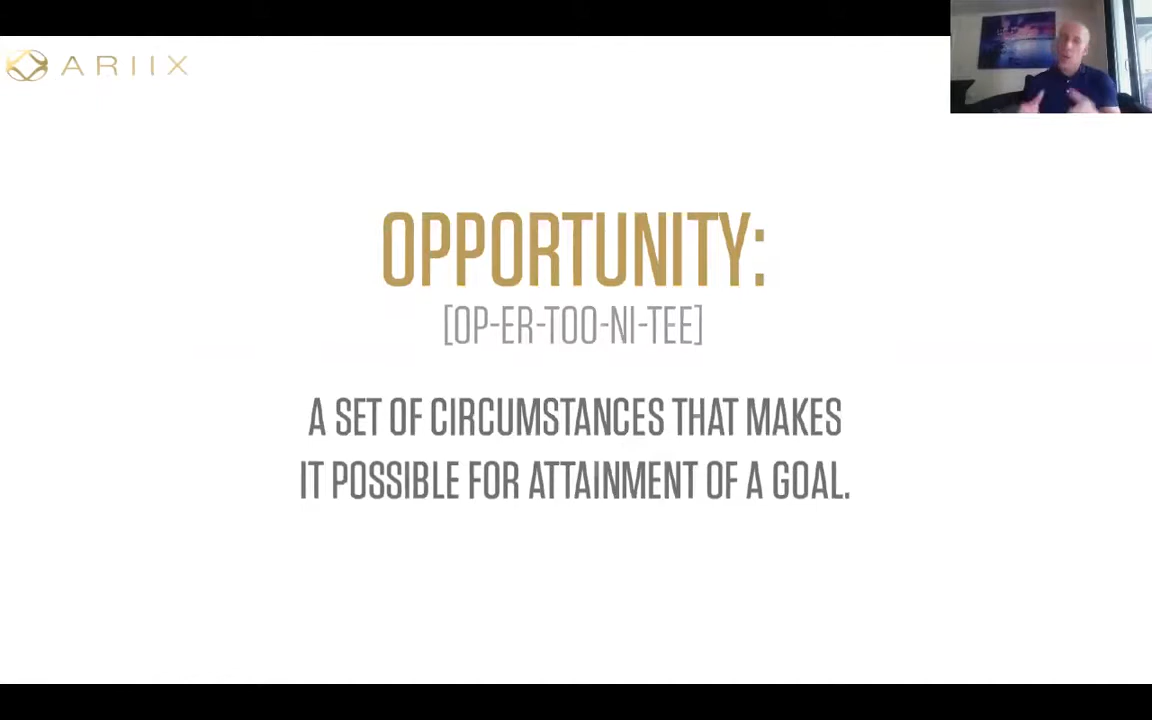 ARIIX
OPPORTUNITY:
[OP-ER-TOO-NI-TEE]
A SET OF CIRCUMSTANCES THAT MAKES
IT POSSIBLE FOR ATTAINMENT OF A GOAL.